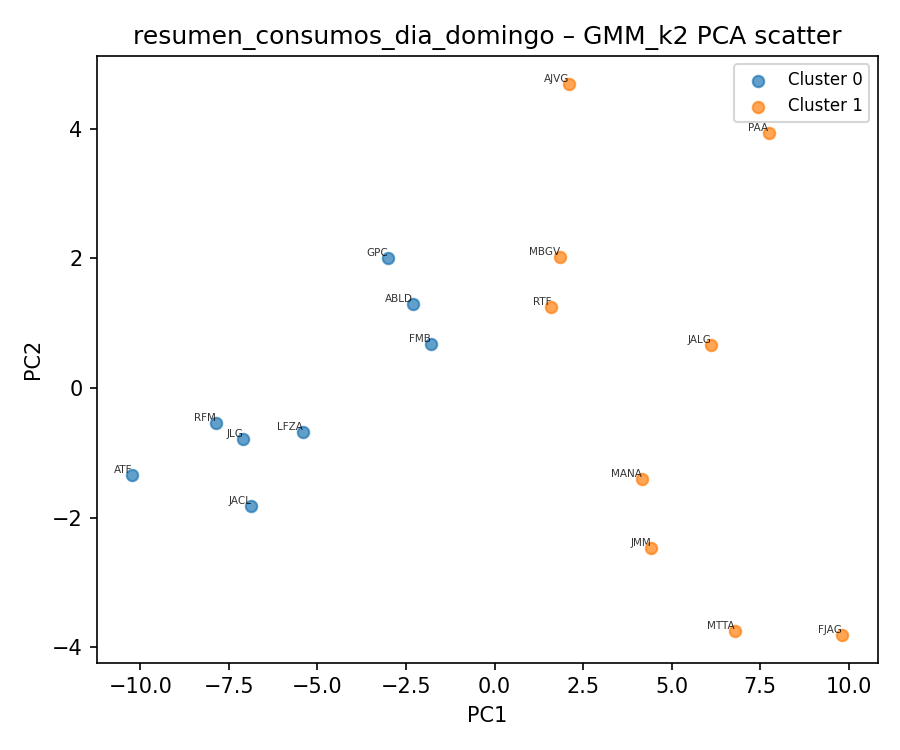 resumen_consumos_dia_domingo – GMM_k2 PCA scatter
Cluster 0
Cluster 1
AJVG
PAA
GPC
MBGV
ABLD
RTF
FMB
JALG
RFM
JLG
LFZA
ATF
MANA
JACL
JMM
MTTA
FJAG
4
2
0
−2
−4
PC2
−10.0
−7.5
−5.0
−2.5
0.0
2.5
5.0
7.5
10.0
PC1